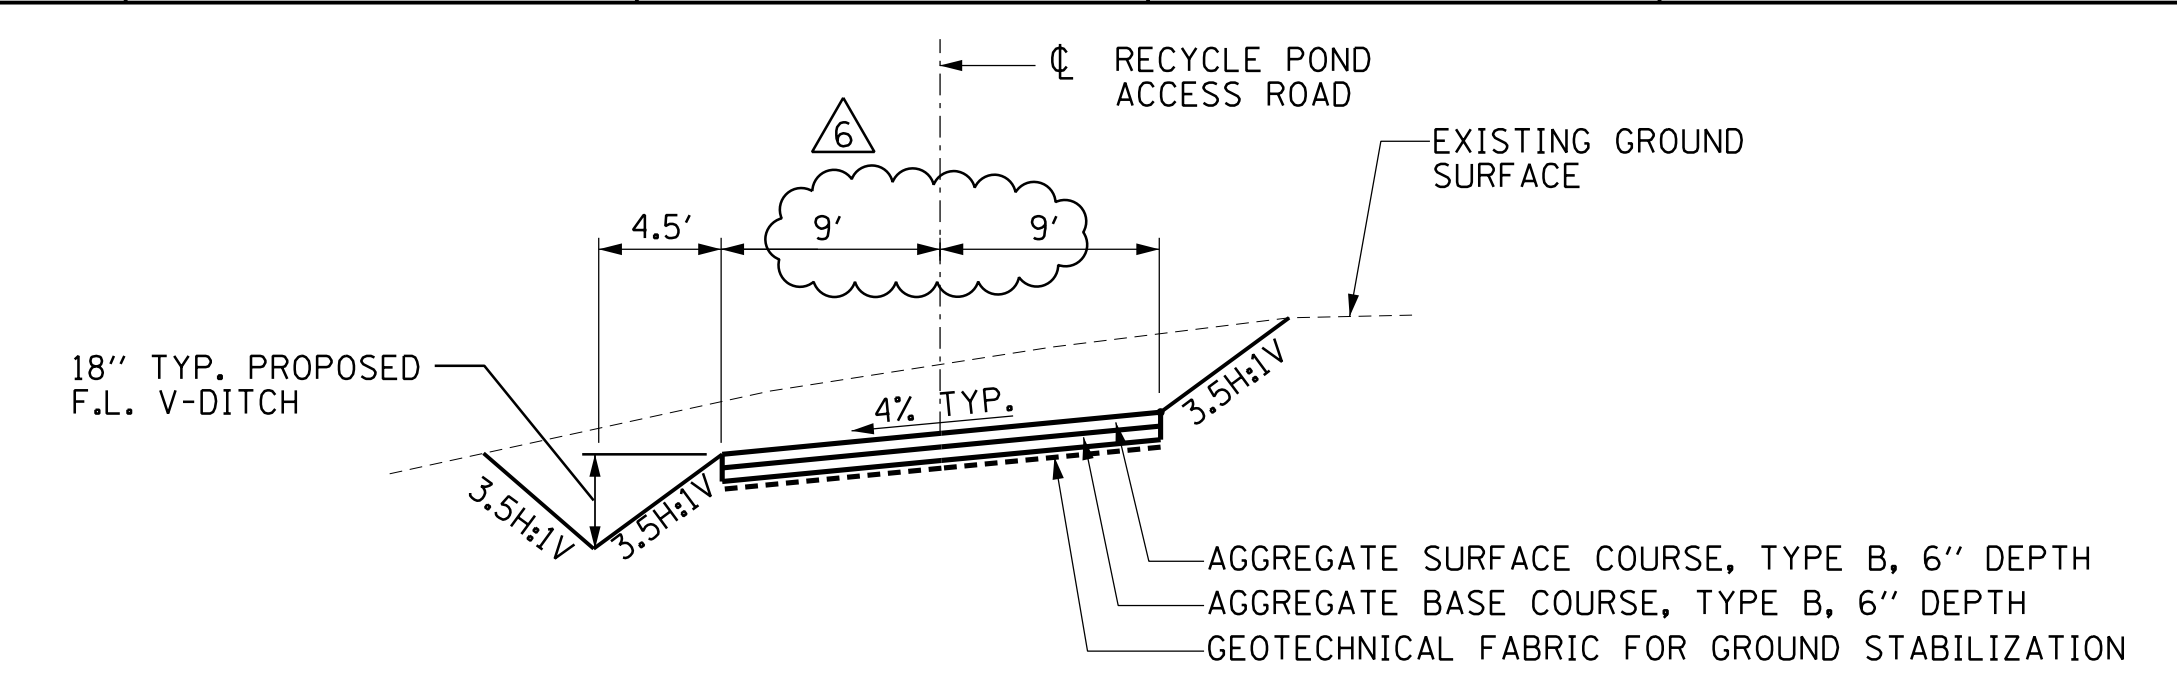 ℄ RECYCLE POND
ACCESS ROAD
6
EXISTING GROUND
SURFACE
4.5' 9' 9'
18" TYP. PROPOSED
F.L. V-DITCH
4% TYP.
3.5H:1V
3.5H:1V
3.5H:1V
AGGREGATE SURFACE COURSE, TYPE B, 6" DEPTH
AGGREGATE BASE COURSE, TYPE B, 6" DEPTH
GEOTECHNICAL FABRIC FOR GROUND STABILIZATION